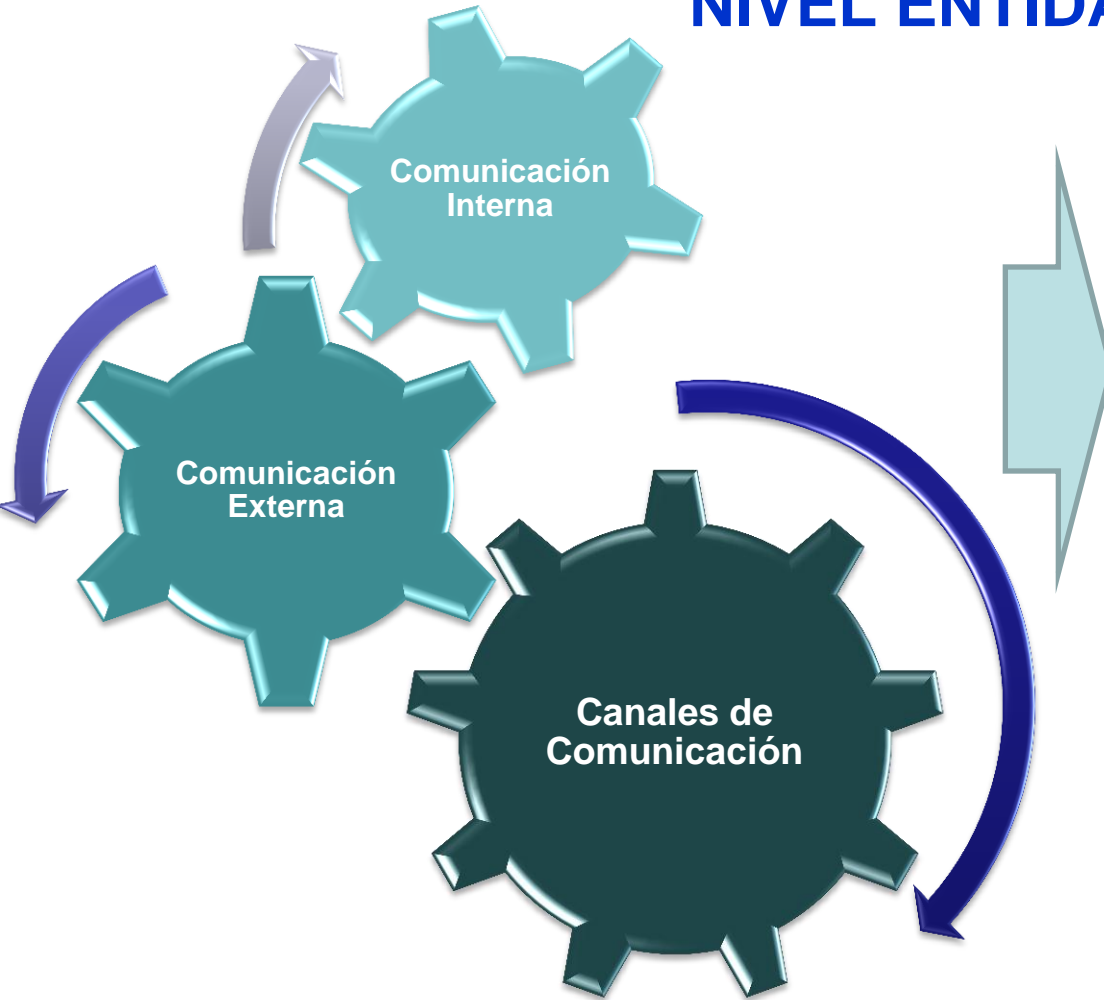 NIVEL ENTIDA
Comunicación
Interna
Comunicación
Externa
Canales de
Comunicación